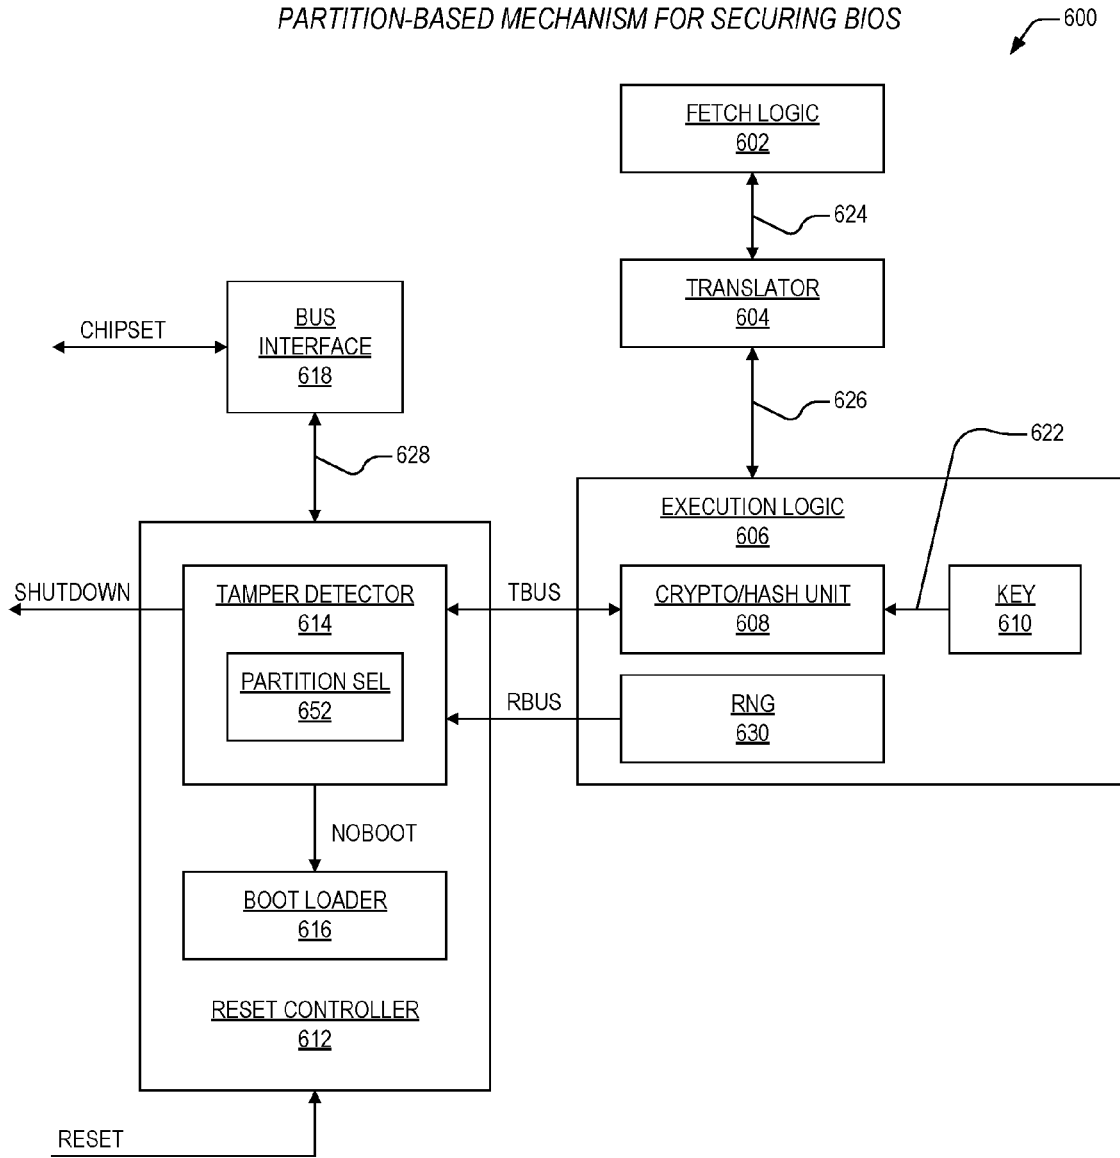 PARTITION-BASED MECHANISM FOR SECURING BIOS
600
FETCH LOGIC
602
624
TRANSLATOR
604
CHIPSET
BUS
INTERFACE
618
626
628
622
EXECUTION LOGIC
606
SHUTDOWN
TAMPER DETECTOR
614
TBUS
CRYPTO/HASH UNIT
608
KEY
610
PARTITION SEL
652
RBUS
RNG
630
NOBOOT
BOOT LOADER
616
RESET CONTROLLER
612
RESET